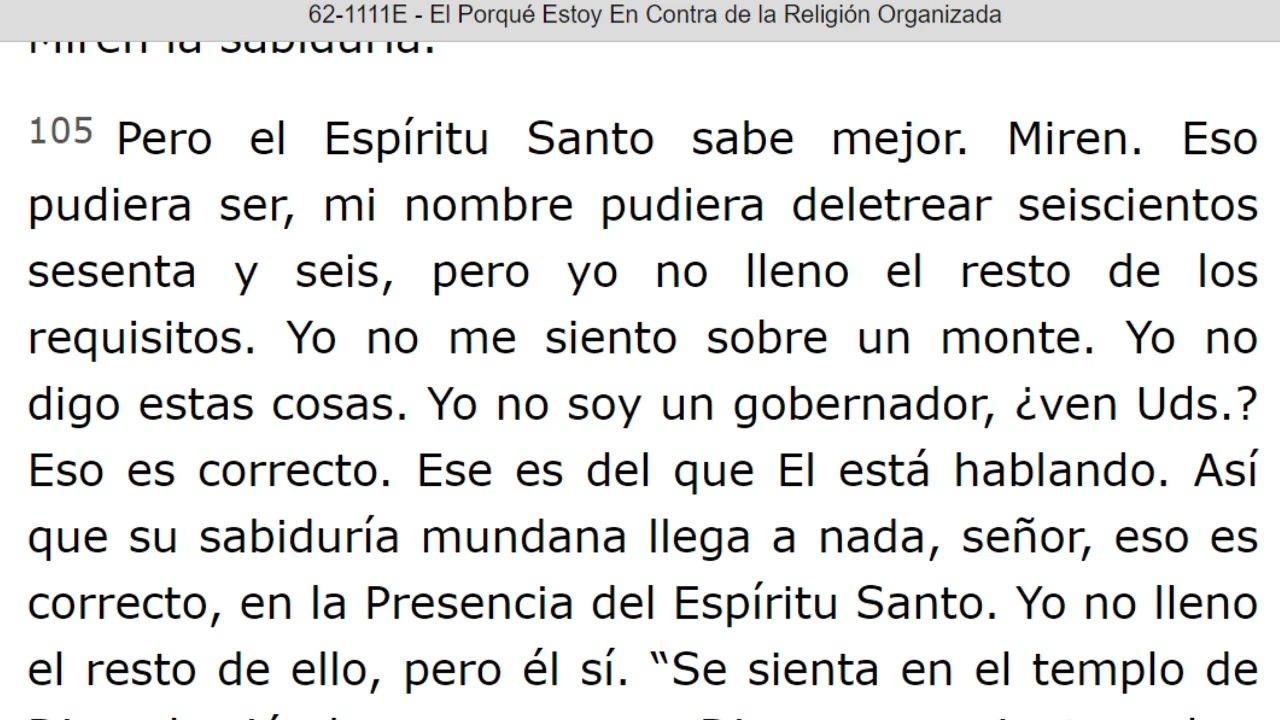 62-1111E - El Porqué Estoy En Contra de la Religión Organizada
Miren la sabiduría.
105 Pero el Espíritu Santo sabe mejor. Miren. Eso
pudiera ser, mi nombre pudiera deletrear seiscientos
sesenta y seis, pero yo no lleno el resto de los
requisitos. Yo no me siento sobre un monte. Yo no
digo estas cosas. Yo no soy un gobernador, ¿ven Uds.?
Eso es correcto. Ese es del que El está hablando. Así
que su sabiduría mundana llega a nada, señor, eso es
correcto, en la Presencia del Espíritu Santo. Yo no lleno
el resto de ello, pero él sí. “Se sienta en el templo de